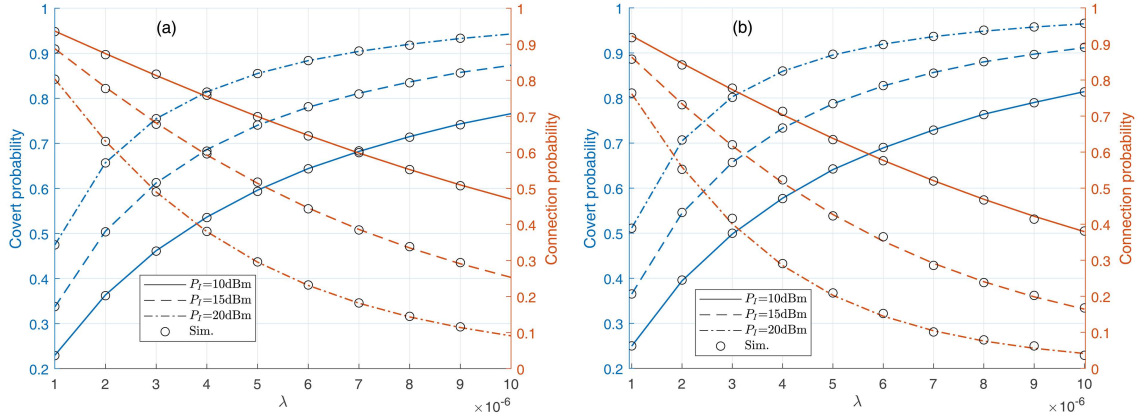 (a)
Covert probability
1
0.9
0.8
0.7
0.6
0.5
0.4
0.3
0.2
P_I=10dBm
P_I=15dBm
P_I=20dBm
Sim.
1 2 3 4 5 6 7 8 9 10
λ
×10^-6
1
0.9
0.8
0.7
0.6
0.5
0.4
0.3
0.2
0.1
0
Connection probability
(b)
Covert probability
1
0.9
0.8
0.7
0.6
0.5
0.4
0.3
0.2
P_I=10dBm
P_I=15dBm
P_I=20dBm
Sim.
1 2 3 4 5 6 7 8 9 10
λ
×10^-6
1
0.9
0.8
0.7
0.6
0.5
0.4
0.3
0.2
0.1
0
Connection probability